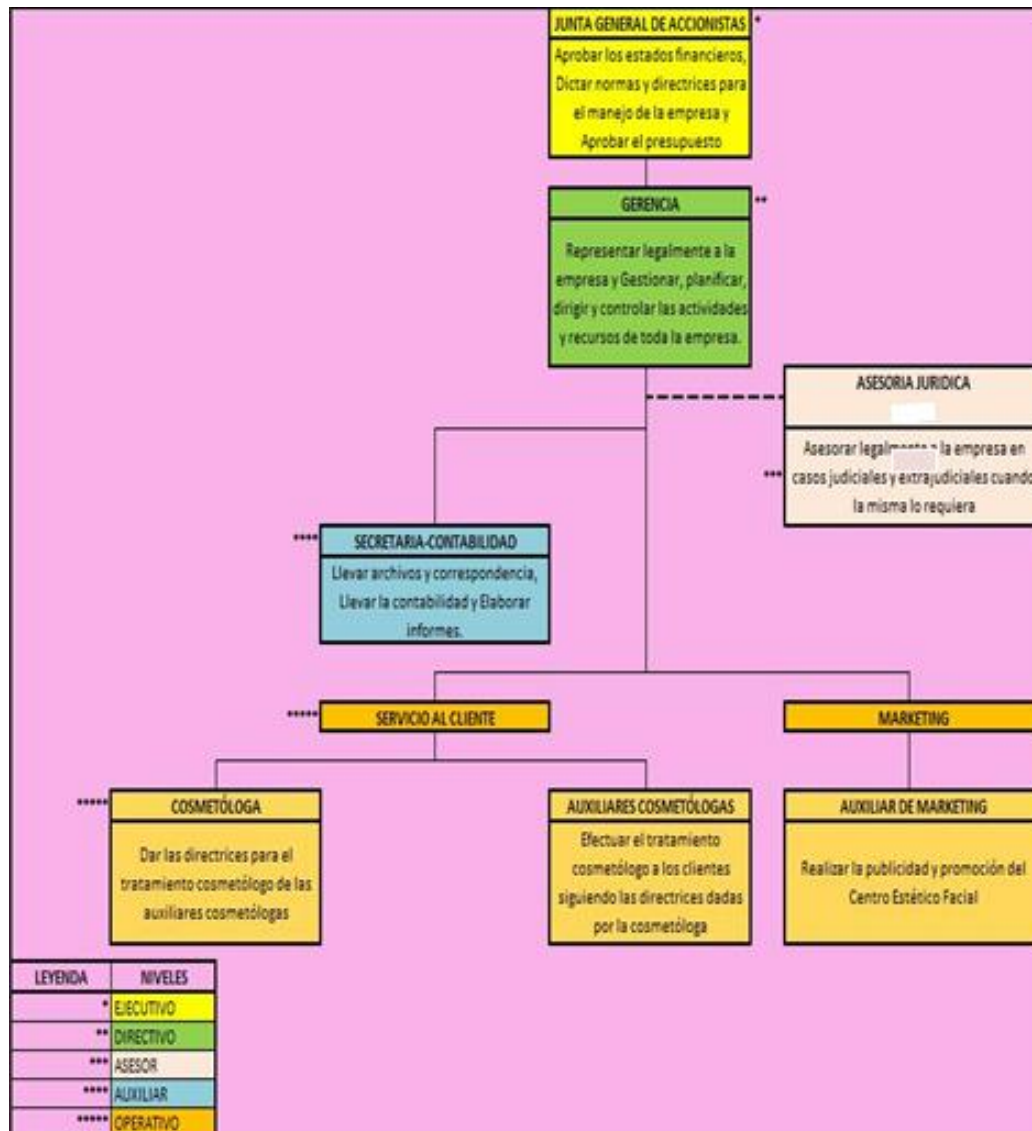 JUNTA GENERAL DE ACCIONISTAS *
Aprobar los estados financieros,
Dictar normas y directrices para
el manejo de la empresa y
Aprobar el presupuesto
GERENCIA **
Representar legalmente a la
empresa y Gestionar, planificar,
dirigir y controlar las actividades
y recursos de toda la empresa.
ASESORIA JURIDICA
Asesorar legalmente a la empresa en
*** casos judiciales y extrajudiciales cuando
la misma lo requiera
**** SECRETARIA-CONTABILIDAD
Llevar archivos y correspondencia,
Llevar la contabilidad y Elaborar
informes.
***** SERVICIO AL CLIENTE
MARKETING
***** COSMETÓLOGA
Dar las directrices para el
tratamiento cosmetólogo de las
auxiliares cosmetólogas
AUXILIARES COSMETÓLOGAS
Efectuar el tratamiento
cosmetólogo a los clientes
siguiendo las directrices dadas
por la cosmetóloga
AUXILIAR DE MARKETING
Realizar la publicidad y promoción del
Centro Estético Facial
LEYENDA NIVELES
* EJECUTIVO
** DIRECTIVO
*** ASESOR
**** AUXILIAR
***** OPERATIVO